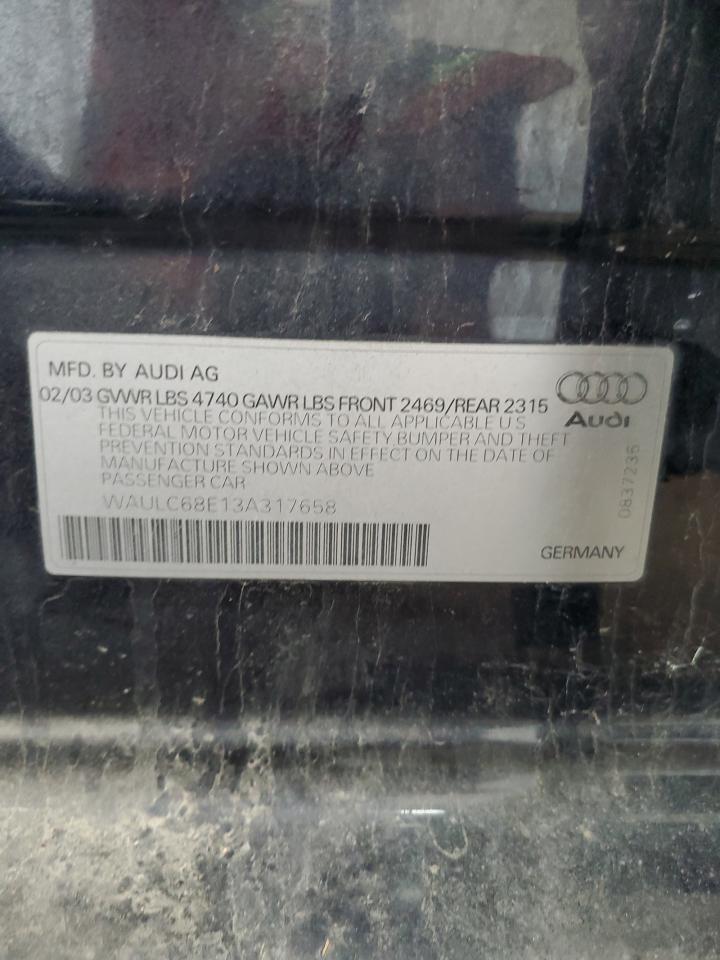 MFD. BY AUDI AG
02/03 GVWR LBS 4740 GAWR LBS FRONT 2469/REAR 2315
THIS VEHICLE CONFORMS TO ALL APPLICABLE U S
FEDERAL MOTOR VEHICLE SAFETY BUMPER AND THEFT
PREVENTION STANDARDS IN EFFECT ON THE DATE OF
MANUFACTURE SHOWN ABOVE
PASSENGER CAR
WAULC68E13A317658
Audi
0837235
GERMANY